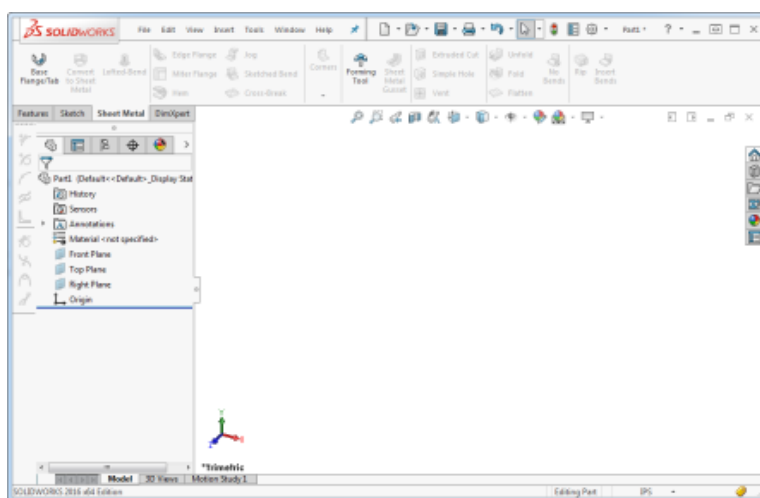 SOLIDWORKS File Edit View Insert Tools Window Help Part1 * ?
Base Flange/Tab
Convert to Sheet Metal
Lofted-Bend
Edge Flange
Miter Flange
Hem
Jog
Sketched Bend
Cross-Break
Corners
Forming Tool
Sheet Metal Gusset
Extruded Cut
Simple Hole
Vent
Unfold
Fold
Flatten
No Bends
Rip
Insert Bends
Features Sketch Sheet Metal DimXpert
Part1 (Default<<Default>_Display Stat
History
Sensors
Annotations
Material <not specified>
Front Plane
Top Plane
Right Plane
Origin
Y
*Trimetric
Model 3D Views Motion Study 1
SOLIDWORKS 2016 x64 Edition Editing Part IPS